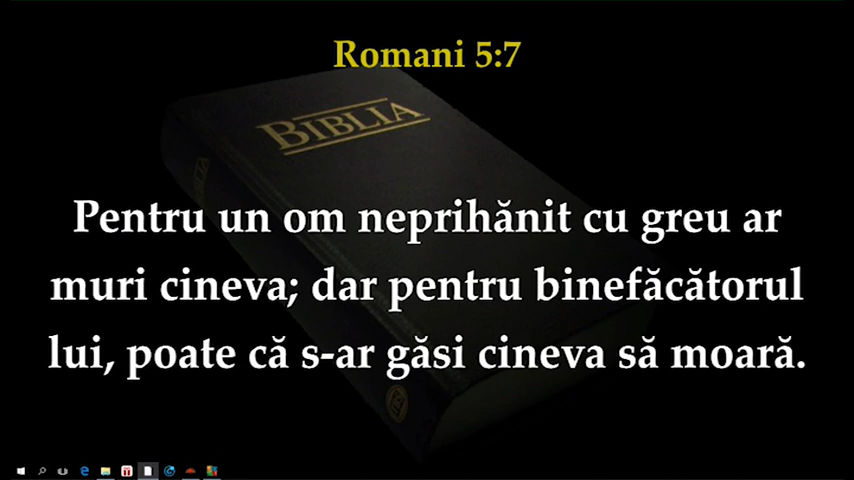 Romani 5:7
BIBLIA
BIBLIA
Pentru un om neprihănit cu greu ar
muri cineva; dar pentru binefăcătorul
lui, poate că s-ar găsi cineva să moară.